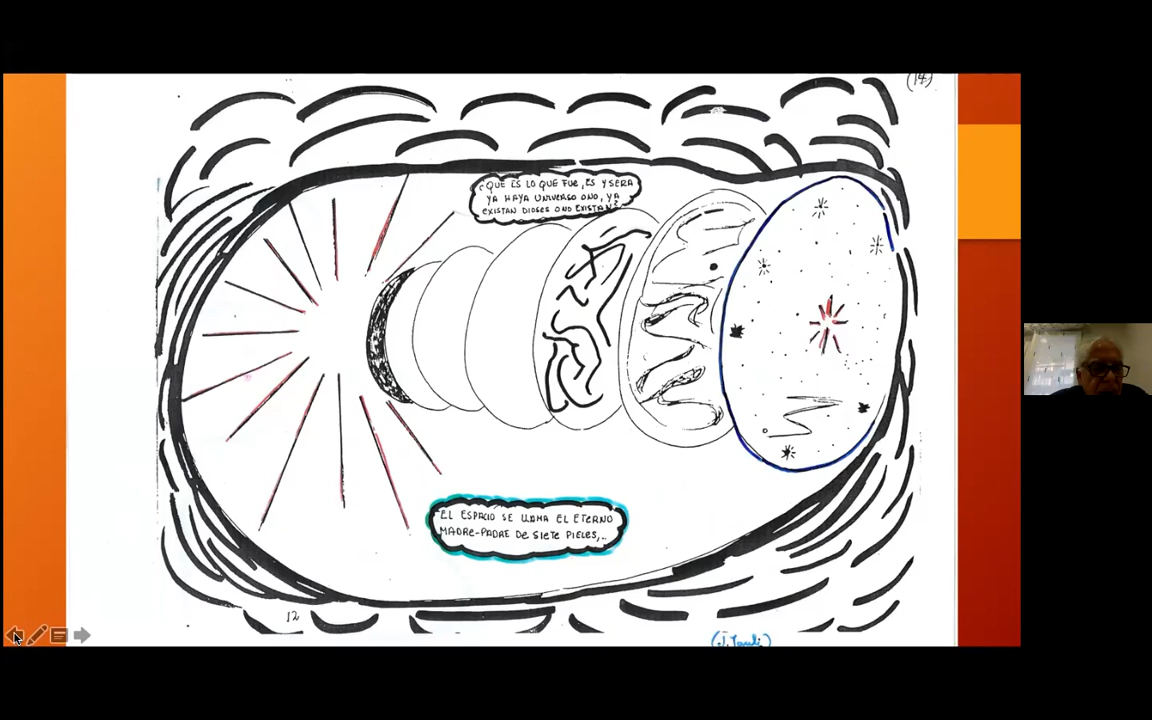 (14)
¿QUE ES LO QUE FUE, ES Y SERA
YA HAYA UNIVERSO O NO, YA
EXISTAN DIOSES O NO EXISTAN?
EL ESPACIO SE LLAMA EL ETERNO
MADRE-PADRE DE SIETE PIELES,..
12